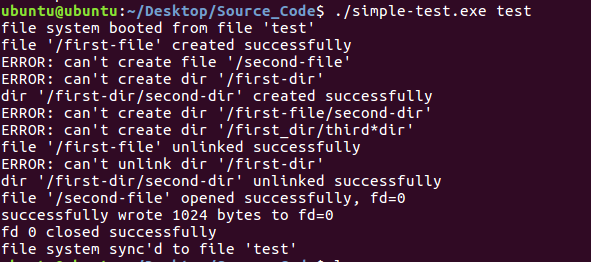 ubuntu@ubuntu:~/Desktop/Source_Code$ ./simple-test.exe test
file system booted from file 'test'
file '/first-file' created successfully
ERROR: can't create file '/second-file'
ERROR: can't create dir '/first-dir'
dir '/first-dir/second-dir' created successfully
ERROR: can't create dir '/first-file/second-dir'
ERROR: can't create dir '/first_dir/third*dir'
file '/first-file' unlinked successfully
ERROR: can't unlink dir '/first-dir'
dir '/first-dir/second-dir' unlinked successfully
file '/second-file' opened successfully, fd=0
successfully wrote 1024 bytes to fd=0
fd 0 closed successfully
file system sync'd to file 'test'